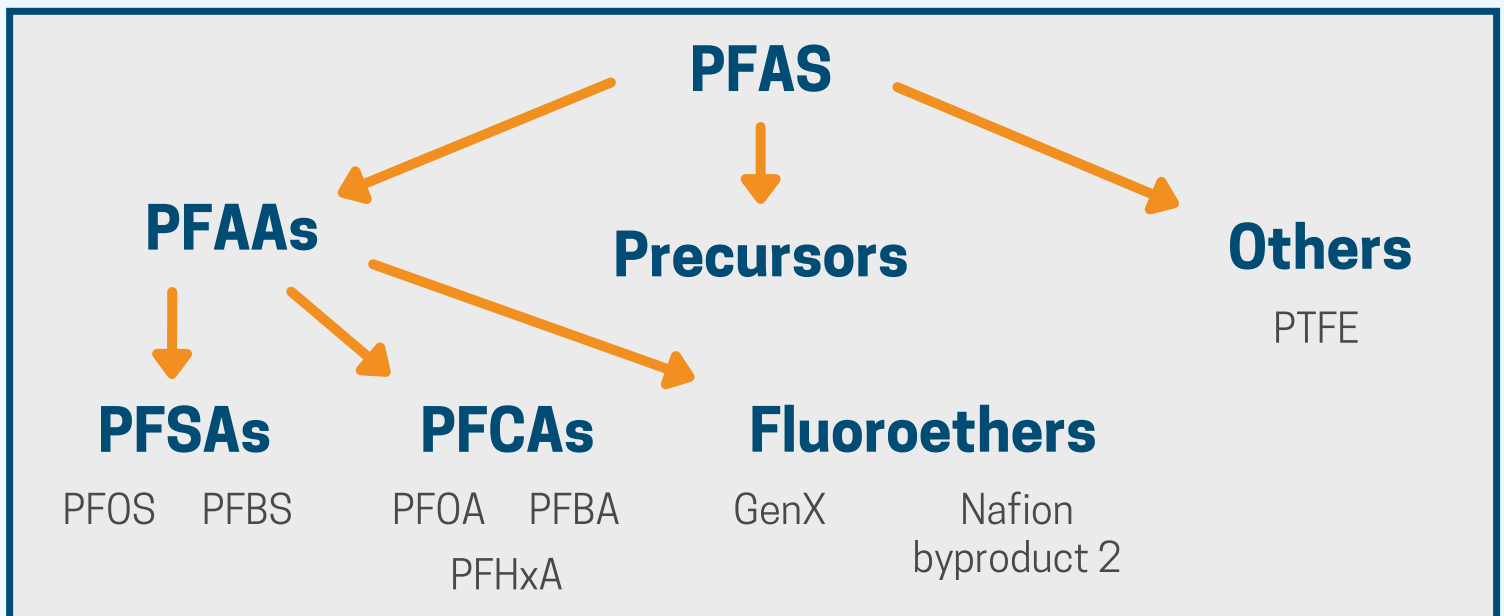 PFAS
PFAAs
Precursors
Others
PTFE
PFSAs
PFCAs
Fluoroethers
PFOS PFBS
PFOA PFBA
PFHxA
GenX
Nafion
byproduct 2